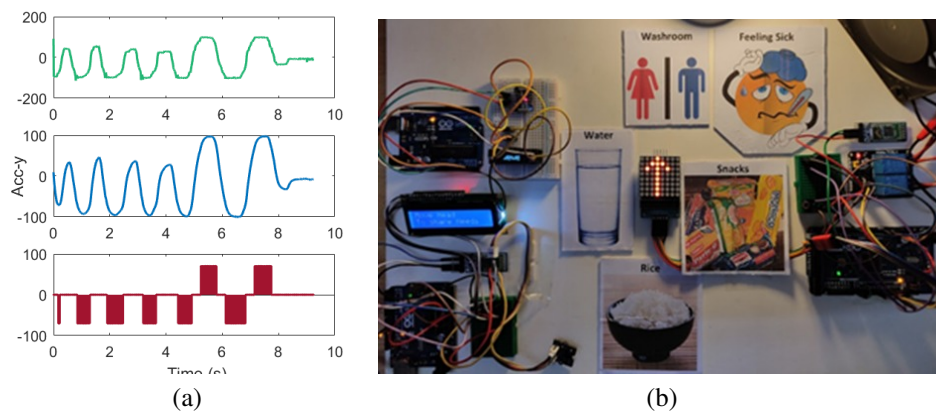 200
0
-200
0 2 4 6 8 10
Acc-y
100
0
-100
0 2 4 6 8 10
100
0
-100
0 2 4 6 8 10
Time (s)
(a)
Washroom
Feeling Sick
Water
Snacks
Rice
(b)